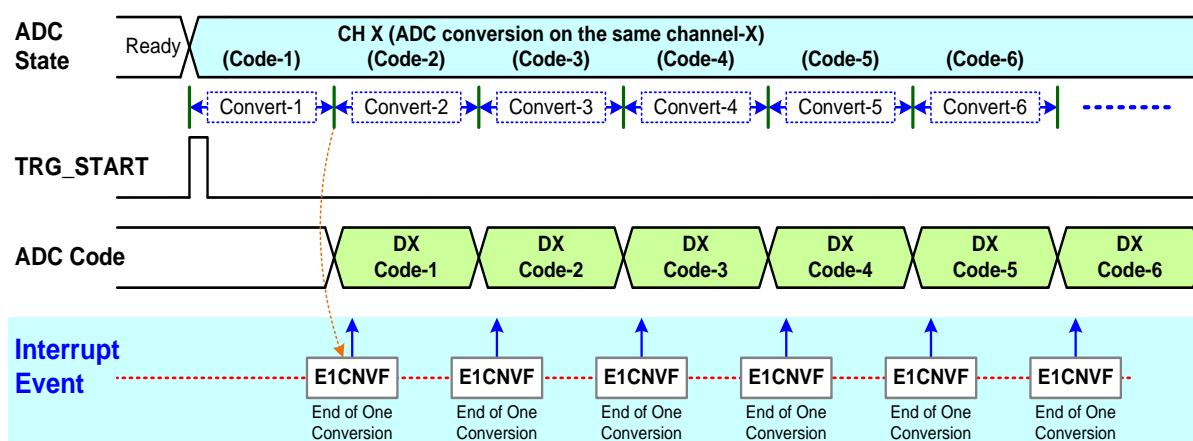 ADC State
Ready
CH X (ADC conversion on the same channel-X)
(Code-1) (Code-2) (Code-3) (Code-4) (Code-5) (Code-6)
Convert-1 Convert-2 Convert-3 Convert-4 Convert-5 Convert-6
TRG_START
ADC Code
DX DX DX DX DX DX
Code-1 Code-2 Code-3 Code-4 Code-5 Code-6
Interrupt
Event
E1CNVF E1CNVF E1CNVF E1CNVF E1CNVF E1CNVF
End of One End of One End of One End of One End of One End of One
Conversion Conversion Conversion Conversion Conversion Conversion